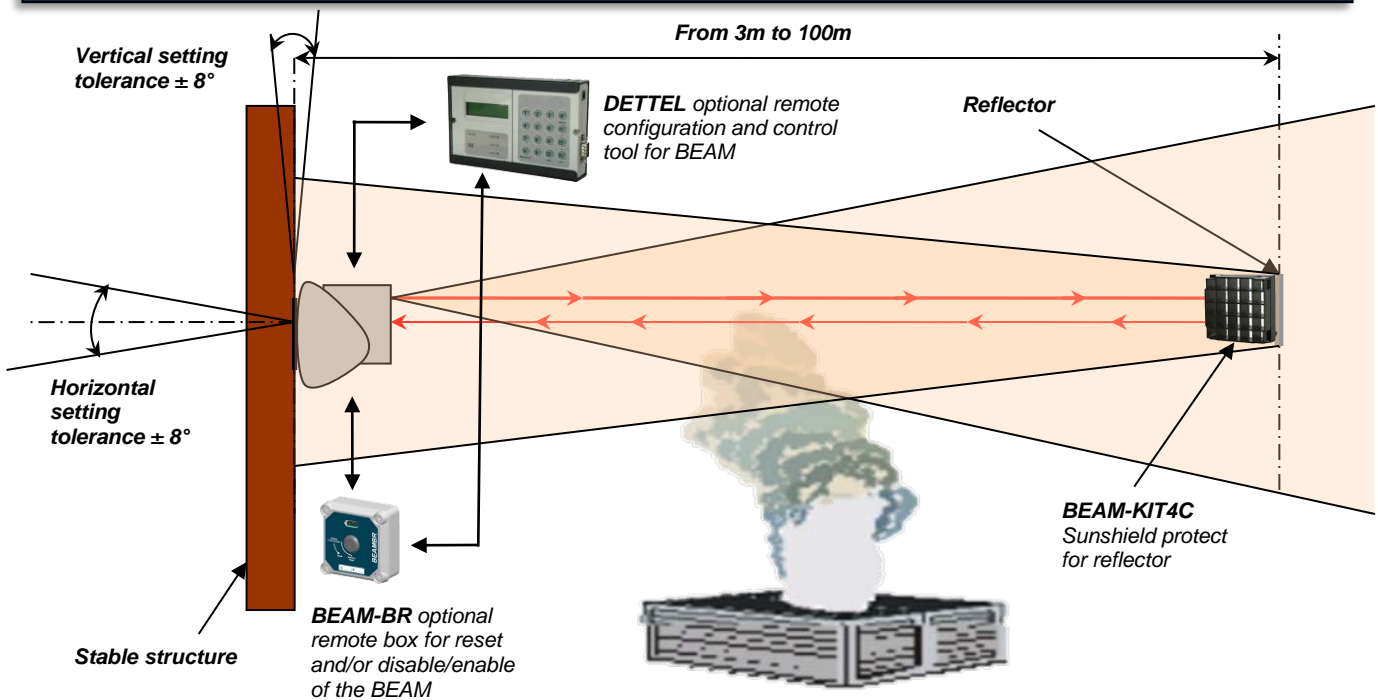 From 3m to 100m
Vertical setting
tolerance ± 8°
DETTEL optional remote
configuration and control
tool for BEAM
Reflector
Horizontal
setting
tolerance ± 8°
BEAMBR
BEAM-KIT4C
Sunshield protect
for reflector
BEAM-BR optional
remote box for reset
and/or disable/enable
of the BEAM
Stable structure